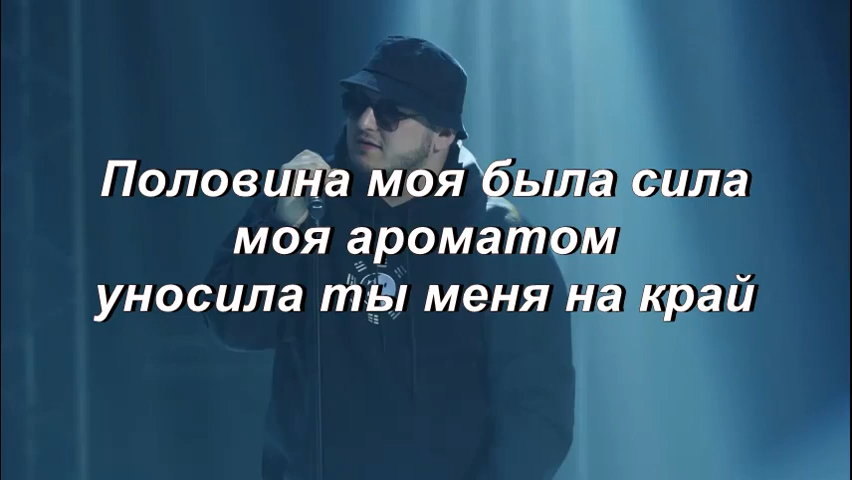 Половина моя была сила
моя ароматом
уносила ты меня на край